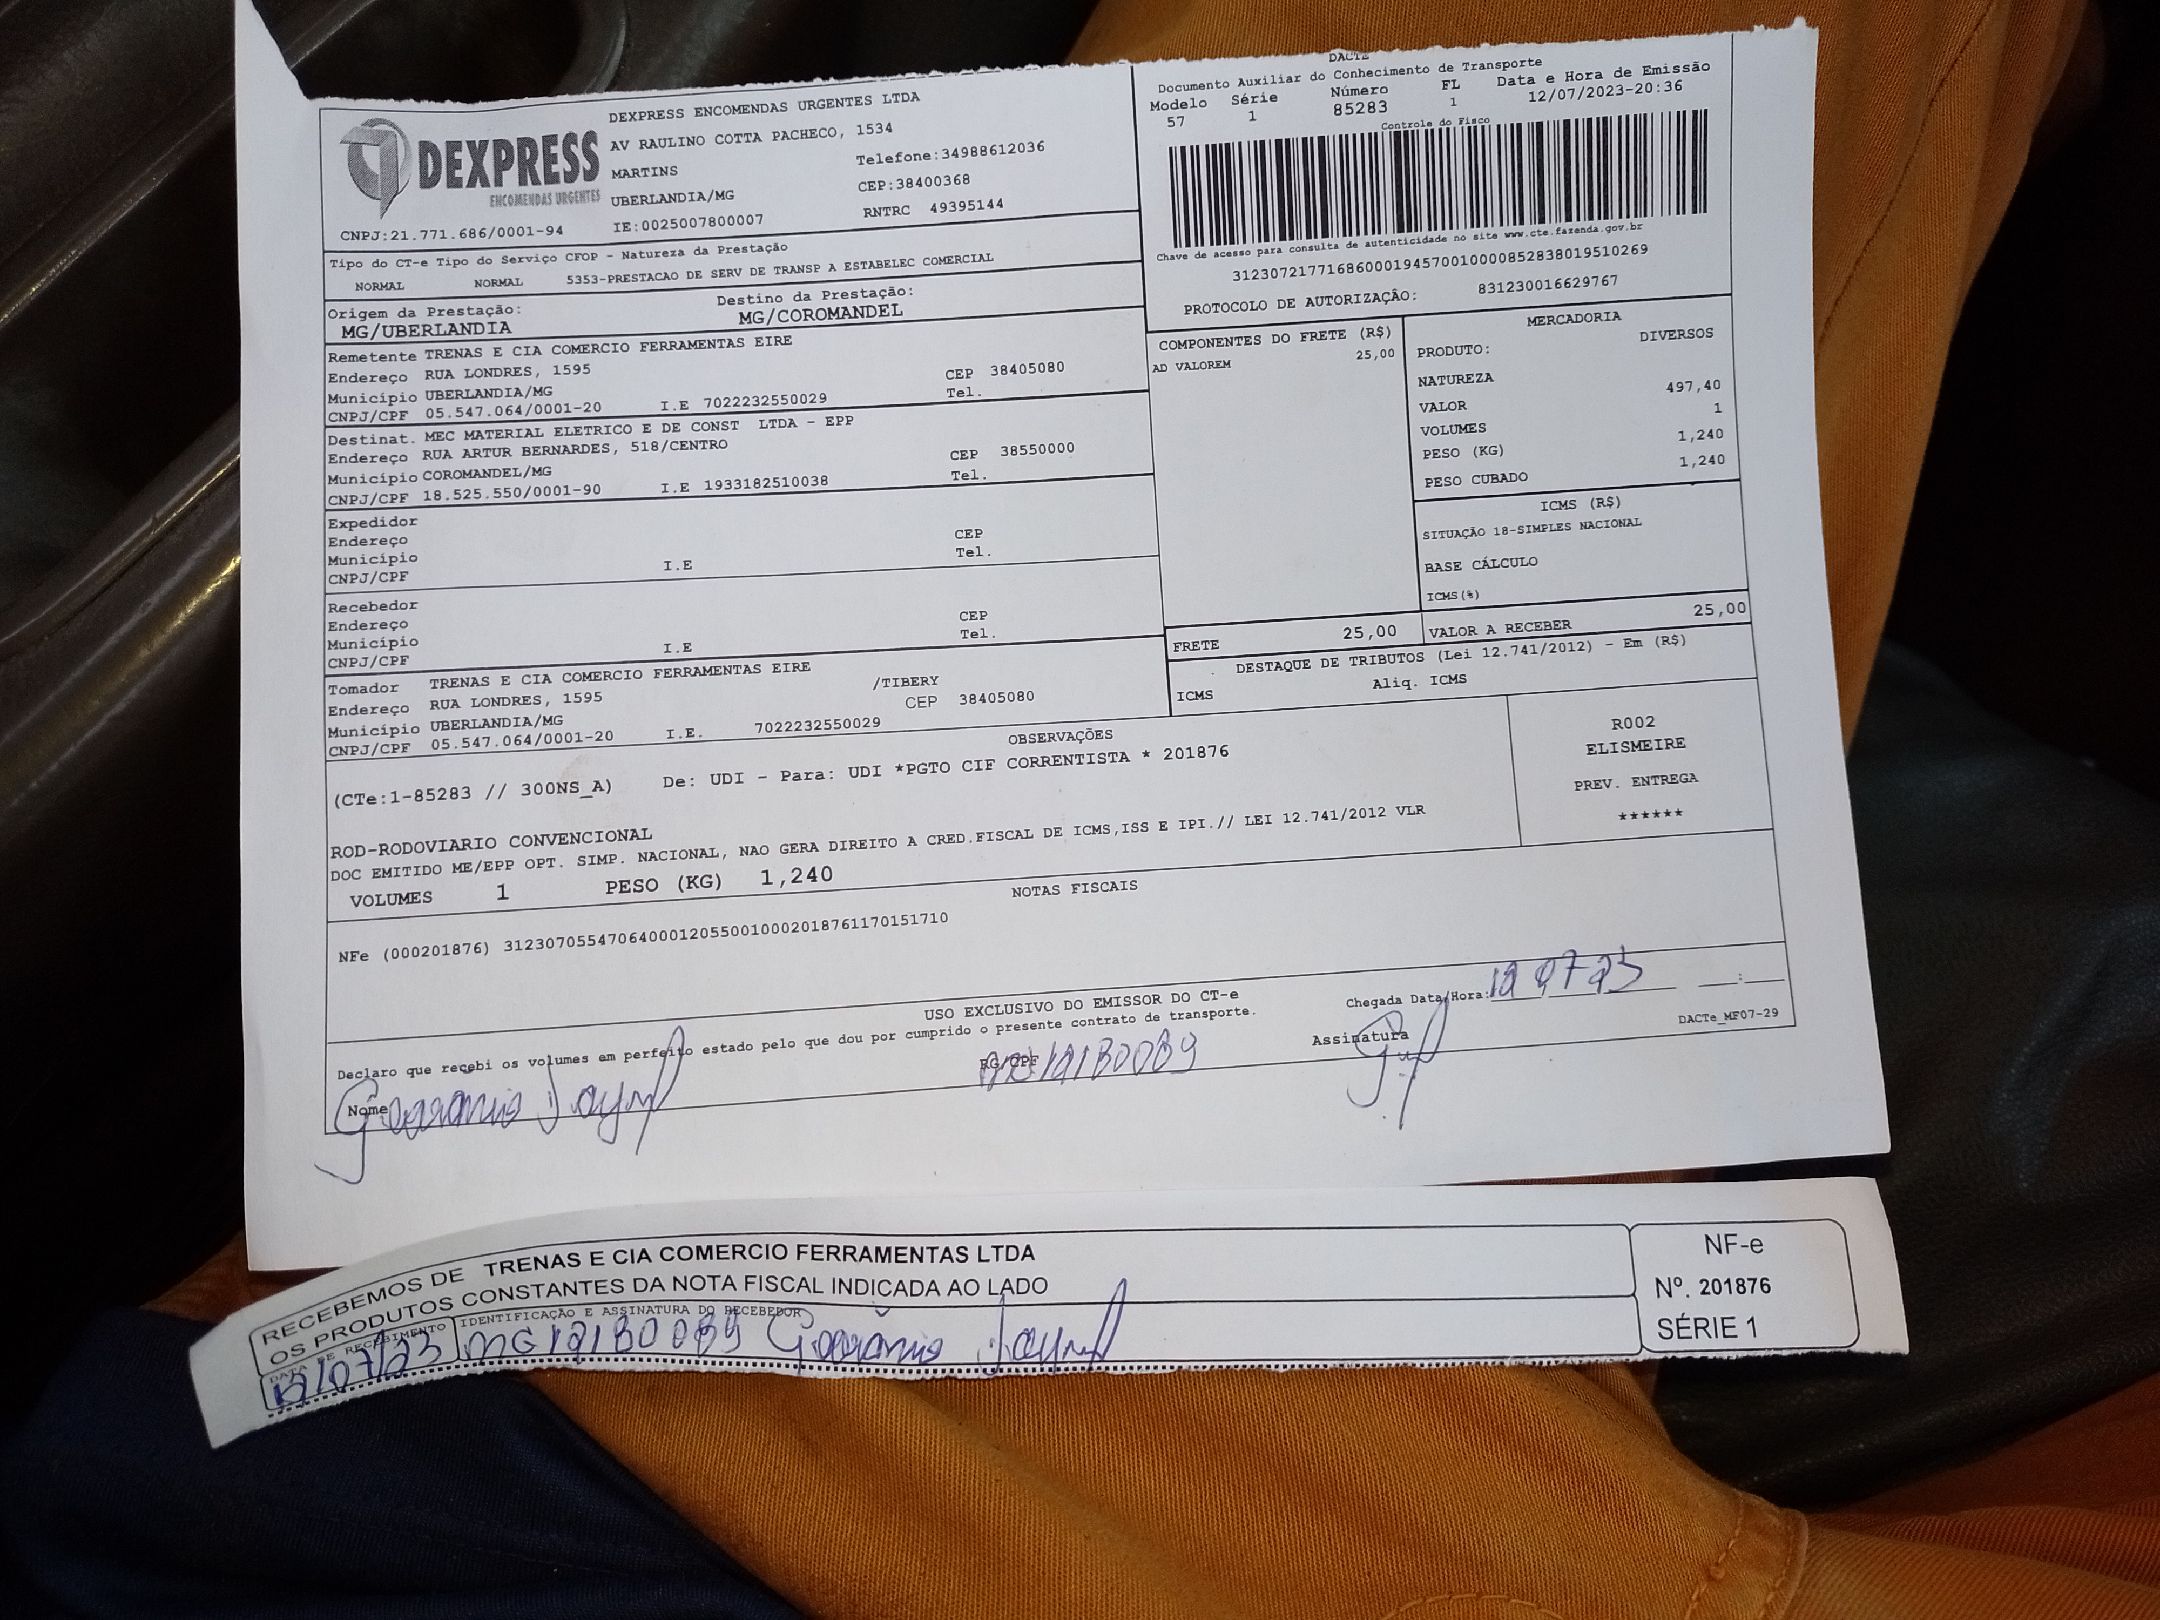 DACTE
Documento Auxiliar do Conhecimento de Transporte
Modelo Série Número FL Data e Hora de Emissão
57 1 85283 1 12/07/2023-20:36
Controle do Fisco
Chave de acesso para consulta de autenticidade no site www.cte.fazenda.gov.br
31230721771686000194570010000852838019510269
PROTOCOLO DE AUTORIZAÇÂO: 831230016629767
DEXPRESS
ENCOMENDAS URGENTES
DEXPRESS ENCOMENDAS URGENTES LTDA
AV RAULINO COTTA PACHECO, 1534
MARTINS Telefone:34988612036
UBERLANDIA/MG CEP:38400368
CNPJ:21.771.686/0001-94 IE:0025007800007 RNTRC 49395144
Tipo do CT-e Tipo do Serviço CFOP - Natureza da Prestação
NORMAL NORMAL 5353-PRESTACAO DE SERV DE TRANSP A ESTABELEC COMERCIAL
Origem da Prestação: Destino da Prestação:
MG/UBERLANDIA MG/COROMANDEL
Remetente TRENAS E CIA COMERCIO FERRAMENTAS EIRE
Endereço RUA LONDRES, 1595 CEP 38405080
Município UBERLANDIA/MG Tel.
CNPJ/CPF 05.547.064/0001-20 I.E 7022232550029
Destinat. MEC MATERIAL ELETRICO E DE CONST LTDA - EPP
Endereço RUA ARTUR BERNARDES, 518/CENTRO CEP 38550000
Município COROMANDEL/MG Tel.
CNPJ/CPF 18.525.550/0001-90 I.E 1933182510038
Expedidor
Endereço CEP
Município Tel.
CNPJ/CPF I.E
Recebedor
Endereço CEP
Município Tel.
CNPJ/CPF I.E
Tomador TRENAS E CIA COMERCIO FERRAMENTAS EIRE
Endereço RUA LONDRES, 1595 /TIBERY
Município UBERLANDIA/MG CEP 38405080
CNPJ/CPF 05.547.064/0001-20 I.E. 7022232550029
COMPONENTES DO FRETE (R$)
AD VALOREM 25,00
MERCADORIA
PRODUTO: DIVERSOS
NATUREZA
VALOR 497,40
VOLUMES 1
PESO (KG) 1,240
PESO CUBADO 1,240
ICMS (R$)
SITUAÇÃO 18-SIMPLES NACIONAL
BASE CÁLCULO
ICMS(%)
FRETE 25,00 VALOR A RECEBER 25,00
DESTAQUE DE TRIBUTOS (Lei 12.741/2012) - Em (R$)
ICMS Aliq. ICMS
OBSERVAÇÕES
(CTe:1-85283 // 300NS_A) De: UDI - Para: UDI *PGTO CIF CORRENTISTA * 201876
R002
ELISMEIRE
PREV. ENTREGA
******
ROD-RODOVIARIO CONVENCIONAL
DOC EMITIDO ME/EPP OPT. SIMP. NACIONAL, NAO GERA DIREITO A CRED.FISCAL DE ICMS,ISS E IPI.// LEI 12.741/2012 VLR
VOLUMES 1 PESO (KG) 1,240
NOTAS FISCAIS
NFe (000201876) 31230705547064000120550010002018761170151710
USO EXCLUSIVO DO EMISSOR DO CT-e
Declaro que recebi os volumes em perfeito estado pelo que dou por cumprido o presente contrato de transporte.
Chegada Data/Hora: 07 23 __:__
Nome RG/CPF Assinatura
DACTe_MF07-29
RECEBEMOS DE TRENAS E CIA COMERCIO FERRAMENTAS LTDA
OS PRODUTOS CONSTANTES DA NOTA FISCAL INDICADA AO LADO
DATA DE RECEBIMENTO IDENTIFICAÇÃO E ASSINATURA DO RECEBEDOR
NF-e
Nº. 201876
SÉRIE 1